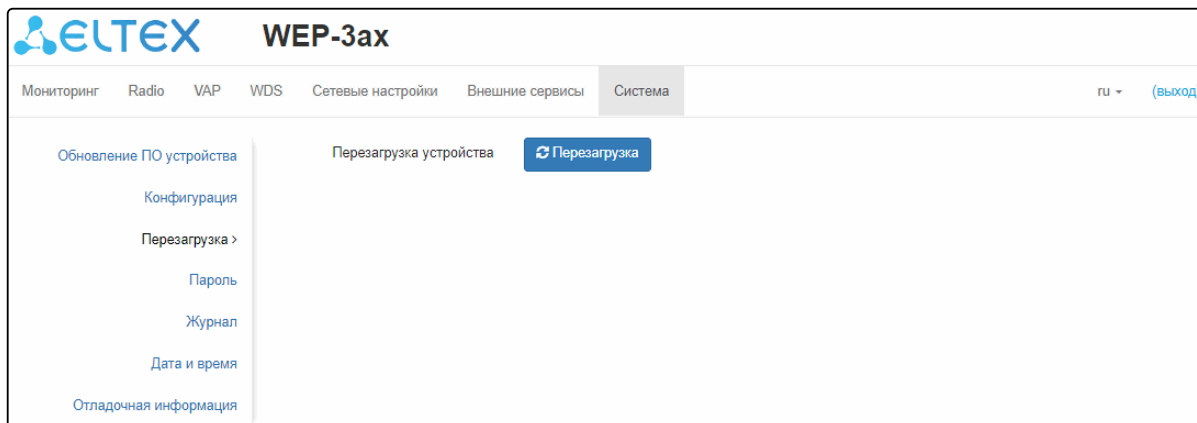 ELTEX WEP-3ax
Мониторинг Radio VAP WDS Сетевые настройки Внешние сервисы Система ru (выход
Обновление ПО устройства
Перезагрузка устройства Перезагрузка
Конфигурация
Перезагрузка >
Пароль
Журнал
Дата и время
Отладочная информация